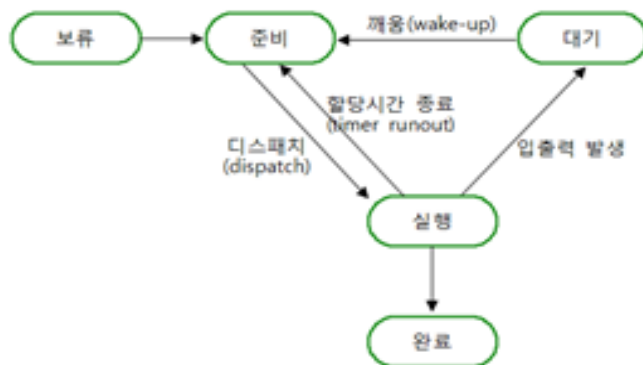 보류
준비
깨움(wake-up)
대기
할당시간 종료
(timer runout)
디스패치
(dispatch)
입출력 발생
실행
완료